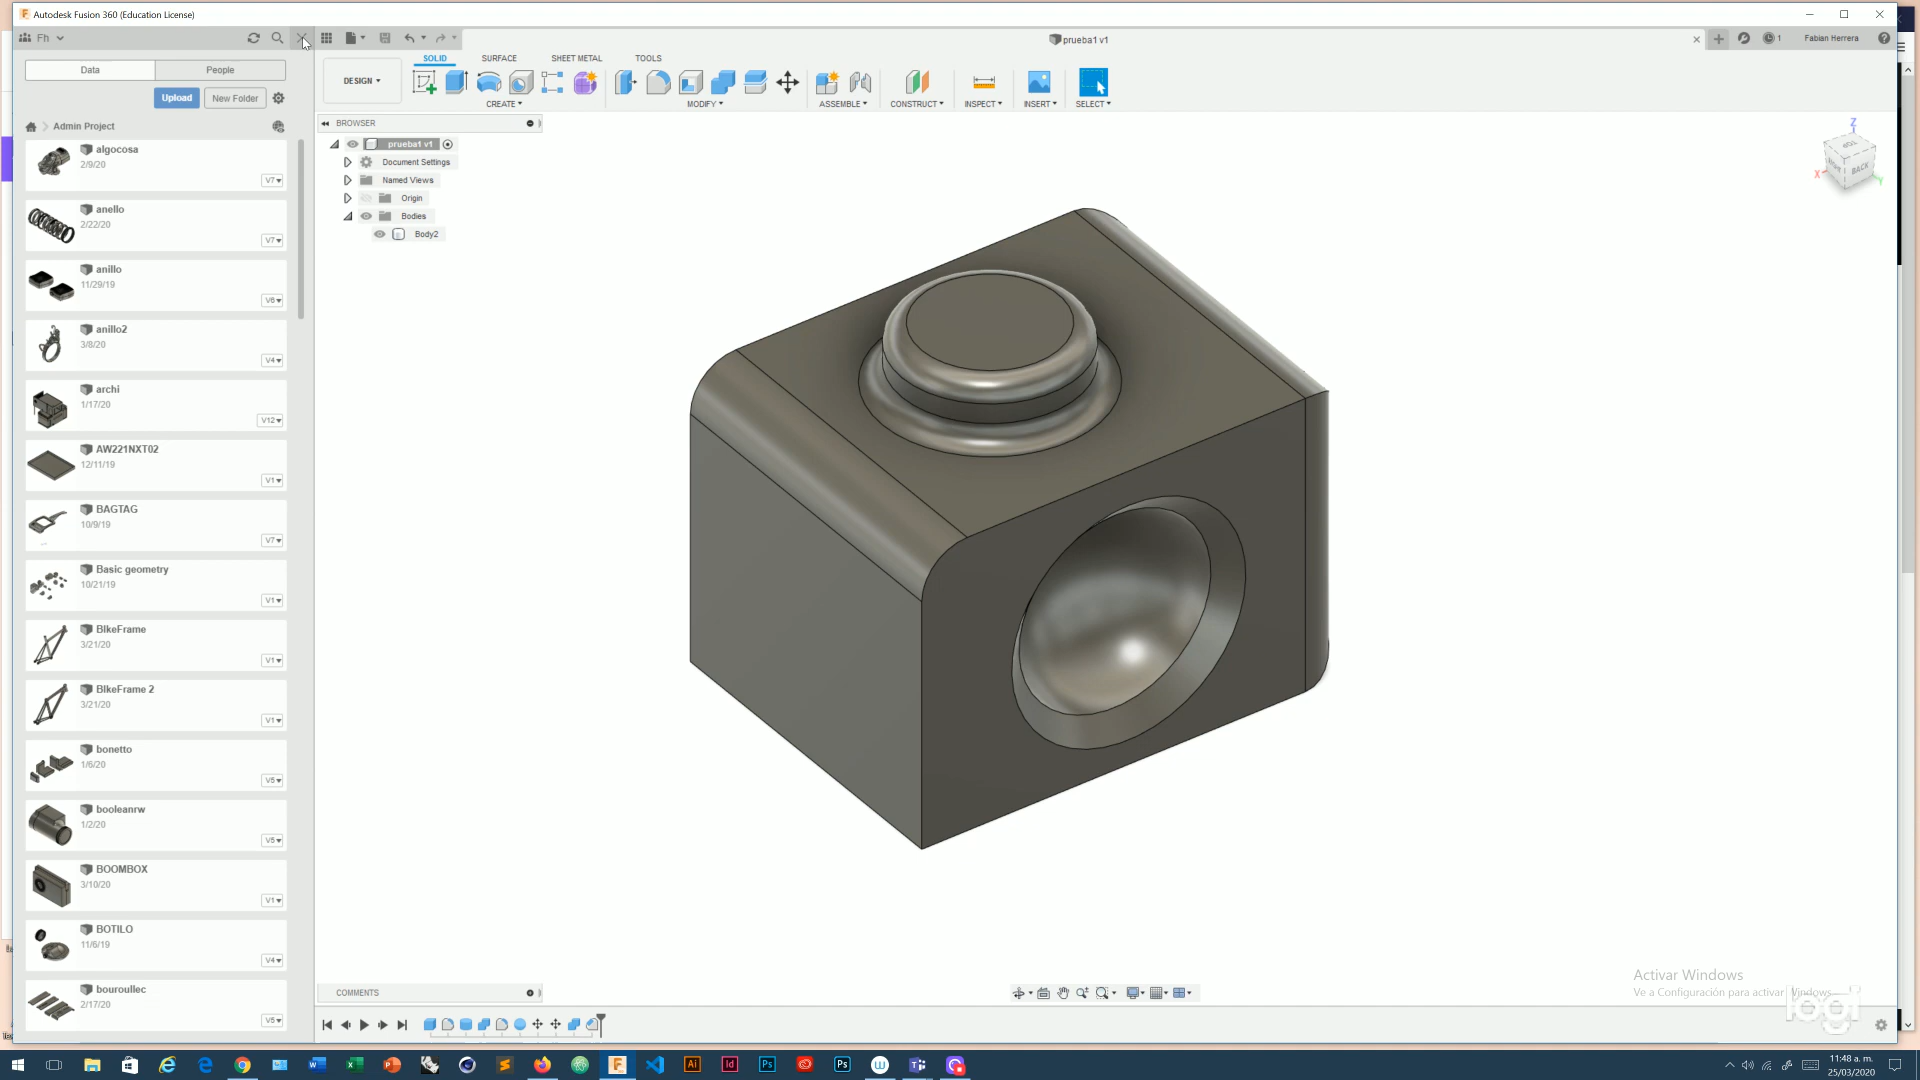 Autodesk Fusion 360 (Education License)
Fh
prueba1 v1
1
Fabian Herrera
Data
People
Upload
New Folder
Admin Project
algocosa
2/9/20
V7
anello
2/22/20
V7
anillo
11/29/19
V6
anillo2
3/8/20
V4
archi
1/17/20
V12
AW221NXT02
12/11/19
V1
BAGTAG
10/9/19
V7
Basic geometry
10/21/19
V1
BIkeFrame
3/21/20
V1
BIkeFrame 2
3/21/20
V1
bonetto
1/6/20
V5
booleanrw
1/2/20
V5
BOOMBOX
3/10/20
V1
BOTILO
11/6/19
V4
bouroullec
2/17/20
V5
SOLID
SURFACE
SHEET METAL
TOOLS
DESIGN
CREATE
MODIFY
ASSEMBLE
CONSTRUCT
INSPECT
INSERT
SELECT
BROWSER
prueba1 v1
Document Settings
Named Views
Origin
Bodies
Body2
Z
TOP
BACK
X
Y
COMMENTS
Activar Windows
Ve a Configuración para activar Windows.
logi
11:48 a. m.
25/03/2020